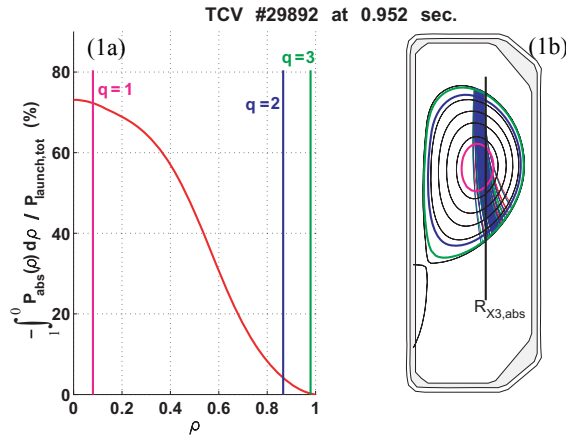 TCV #29892 at 0.952 sec.
(1a)
(1b)
q=1
q=2
q=3
80
60
40
20
0
0 0.2 0.4 0.6 0.8 1
ρ
-∫₁⁰ P_abs(ρ) dρ / P_launch,tot (%)
R_X3,abs